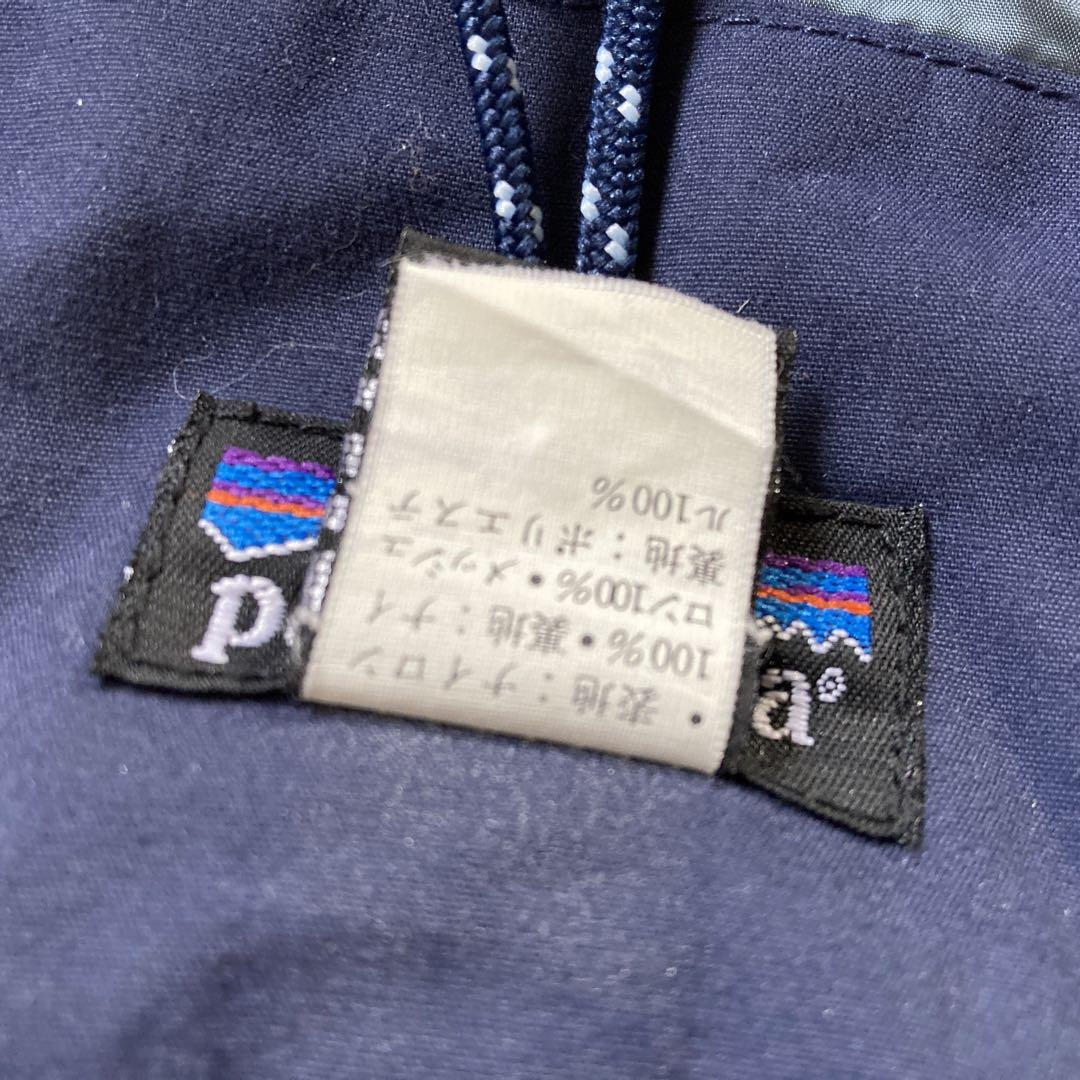 •表地：ナイロン
100%•裏地：ナイ
ロン100%•メッシュ
裏地：ポリエステ
ル100%
p
a